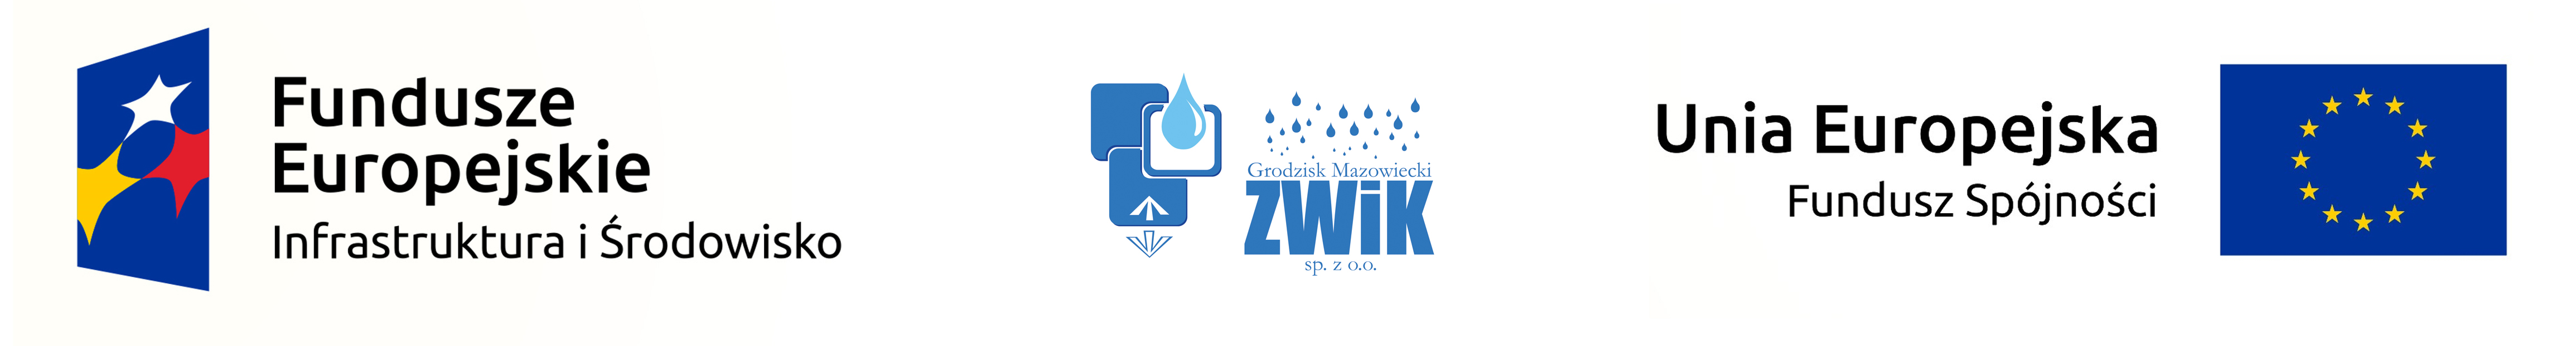 Fundusze
Europejskie
Infrastruktura i Środowisko
Grodzisk Mazowiecki
ZWiK
sp. z o.o.
Unia Europejska
Fundusz Spójności